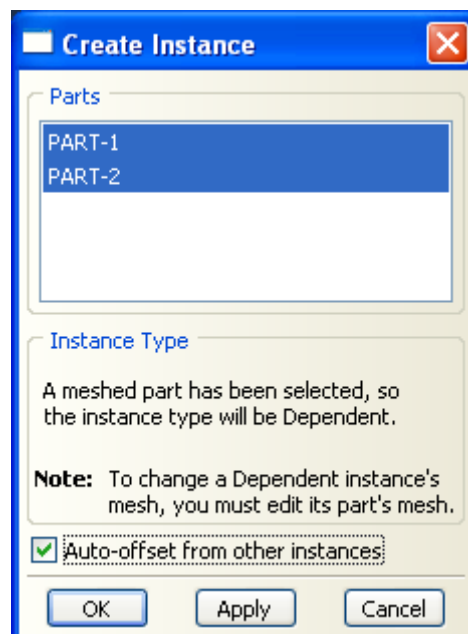 Create Instance
Parts
PART-1
PART-2
Instance Type
A meshed part has been selected, so
the instance type will be Dependent.
Note: To change a Dependent instance's
mesh, you must edit its part's mesh.
Auto-offset from other instances
OK Apply Cancel